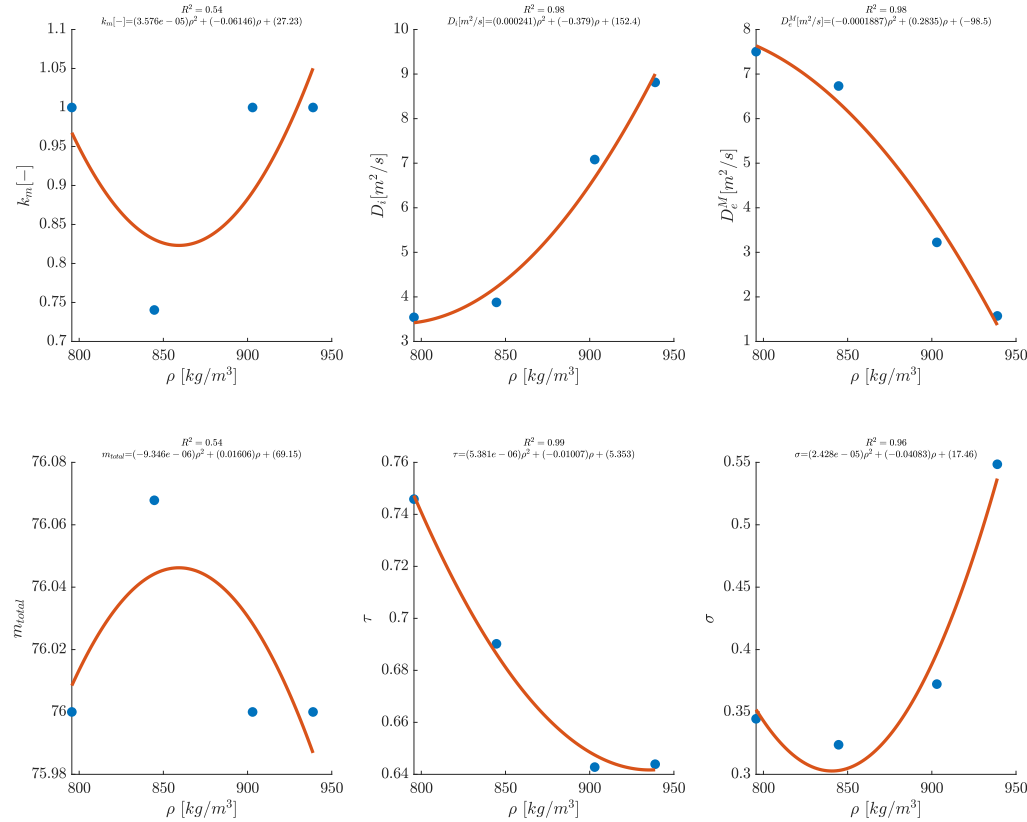 R² = 0.54
k_m[−]=(3.576e − 05)ρ² + (−0.06146)ρ + (27.23)
1.05
1
0.95
0.9
0.85
0.8
0.75
0.7
k_m[−]
800
850
900
950
ρ [kg/m³]
R² = 0.98
D_i[m²/s]=(0.000241)ρ² + (−0.379)ρ + (152.4)
10
9
8
7
6
5
4
3
D_i[m²/s]
800
850
900
950
ρ [kg/m³]
R² = 0.98
D_e^M[m²/s]=(−0.0001887)ρ² + (0.2835)ρ + (−98.5)
8
7
6
5
4
3
2
1
D_e^M[m²/s]
800
850
900
950
ρ [kg/m³]
R² = 0.54
m_total=(−9.346e − 06)ρ² + (0.01606)ρ + (69.15)
76.08
76.06
76.04
76.02
76
75.98
m_total
800
850
900
950
ρ [kg/m³]
R² = 0.99
τ=(5.381e − 06)ρ² + (−0.01007)ρ + (5.353)
0.76
0.74
0.72
0.7
0.68
0.66
0.64
τ
800
850
900
950
ρ [kg/m³]
R² = 0.96
σ=(2.428e − 05)ρ² + (−0.04083)ρ + (17.46)
0.55
0.5
0.45
0.4
0.35
0.3
σ
800
850
900
950
ρ [kg/m³]